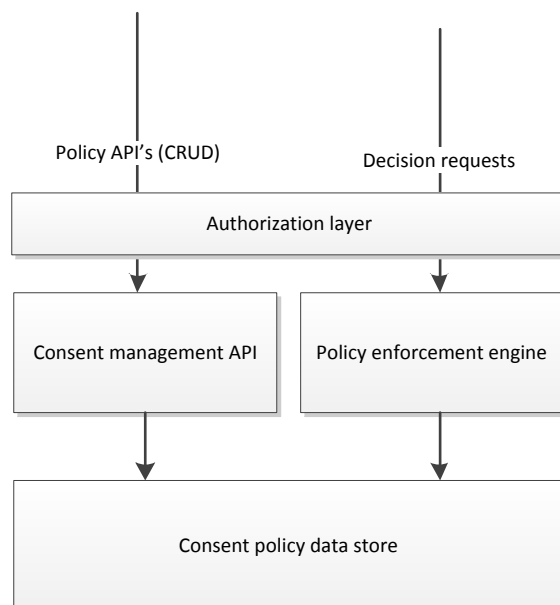 Policy API’s (CRUD)
Decision requests
Authorization layer
Consent management API
Policy enforcement engine
Consent policy data store